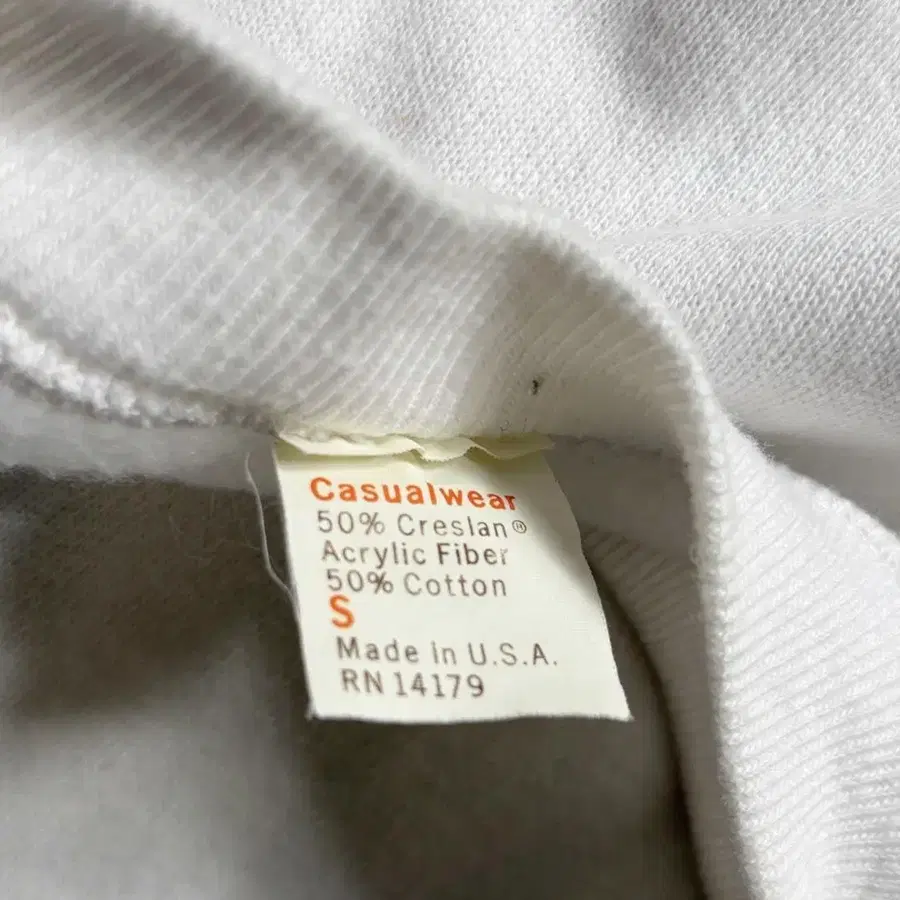 Casualwear
50% Creslan®
Acrylic Fiber
50% Cotton
S
Made in U.S.A.
RN 14179